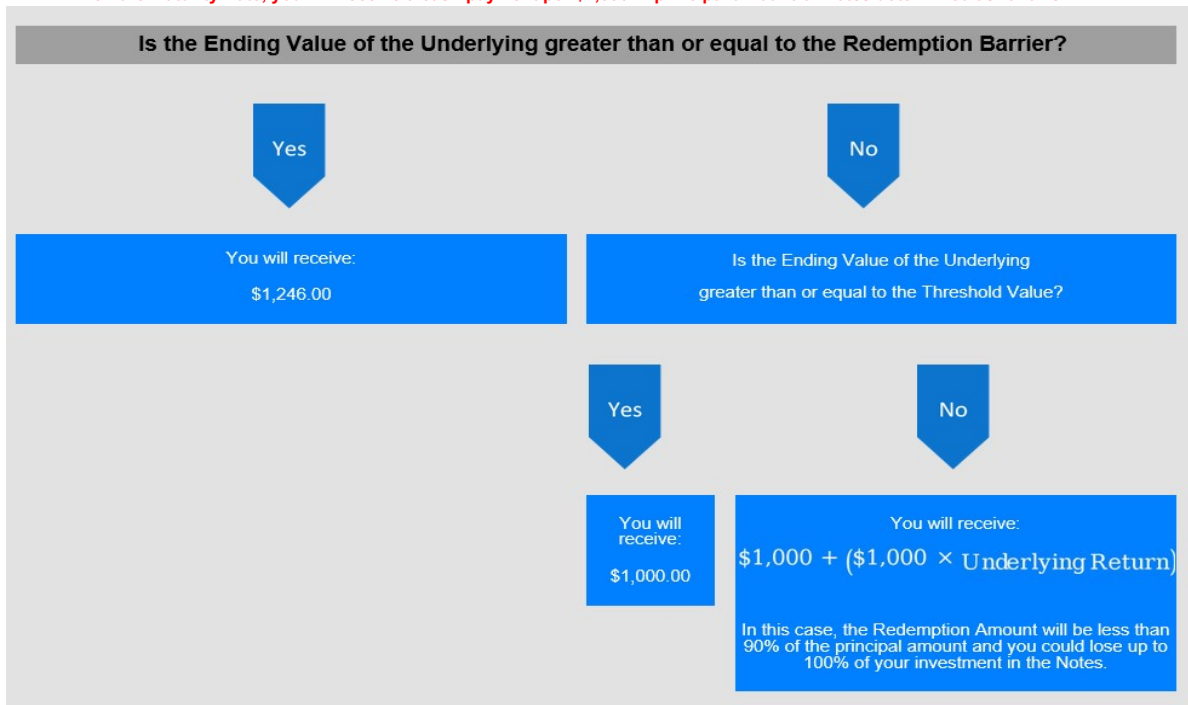 Is the Ending Value of the Underlying greater than or equal to the Redemption Barrier?
Yes
No
You will receive:
$1,246.00
Is the Ending Value of the Underlying
greater than or equal to the Threshold Value?
Yes
No
You will
receive:
$1,000.00
You will receive:
$1,000 + ($1,000 × Underlying Return)
In this case, the Redemption Amount will be less than
90% of the principal amount and you could lose up to
100% of your investment in the Notes.